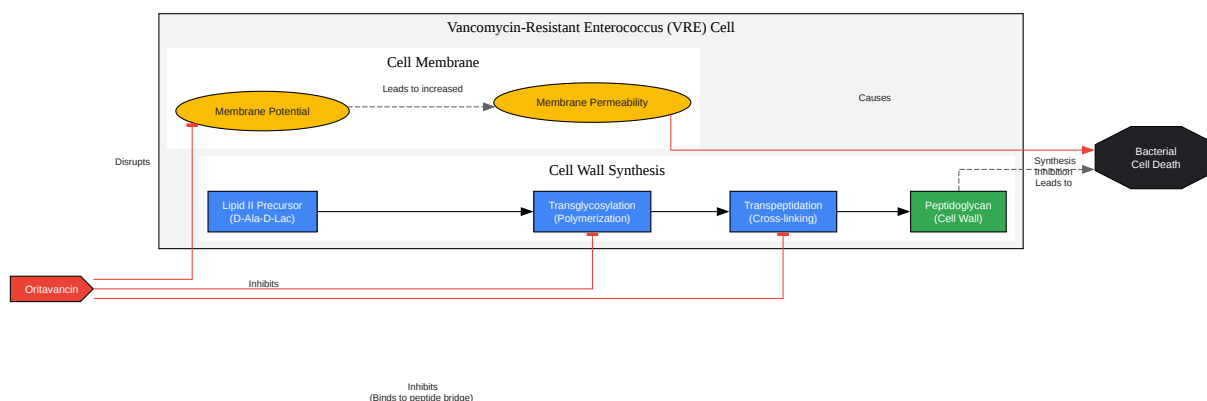 Vancomycin-Resistant Enterococcus (VRE) Cell
Cell Membrane
Leads to increased
Membrane Potential
Membrane Permeability
Causes
Disrupts
Bacterial
Cell Death
Cell Wall Synthesis
Synthesis
Inhibition
Leads to
Lipid II Precursor
(D-Ala-D-Lac)
Transglycosylation
(Polymerization)
Transpeptidation
(Cross-linking)
Peptidoglycan
(Cell Wall)
Oritavancin
Inhibits
Inhibits
(Binds to peptide bridge)